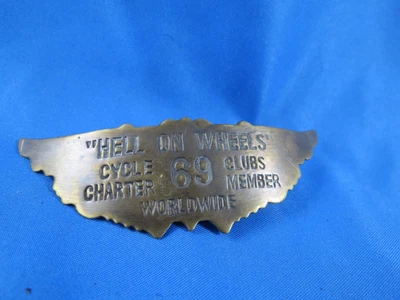 "HELL ON WHEELS"
CYCLE 69 CLUBS
CHARTER MEMBER
WORLDWIDE